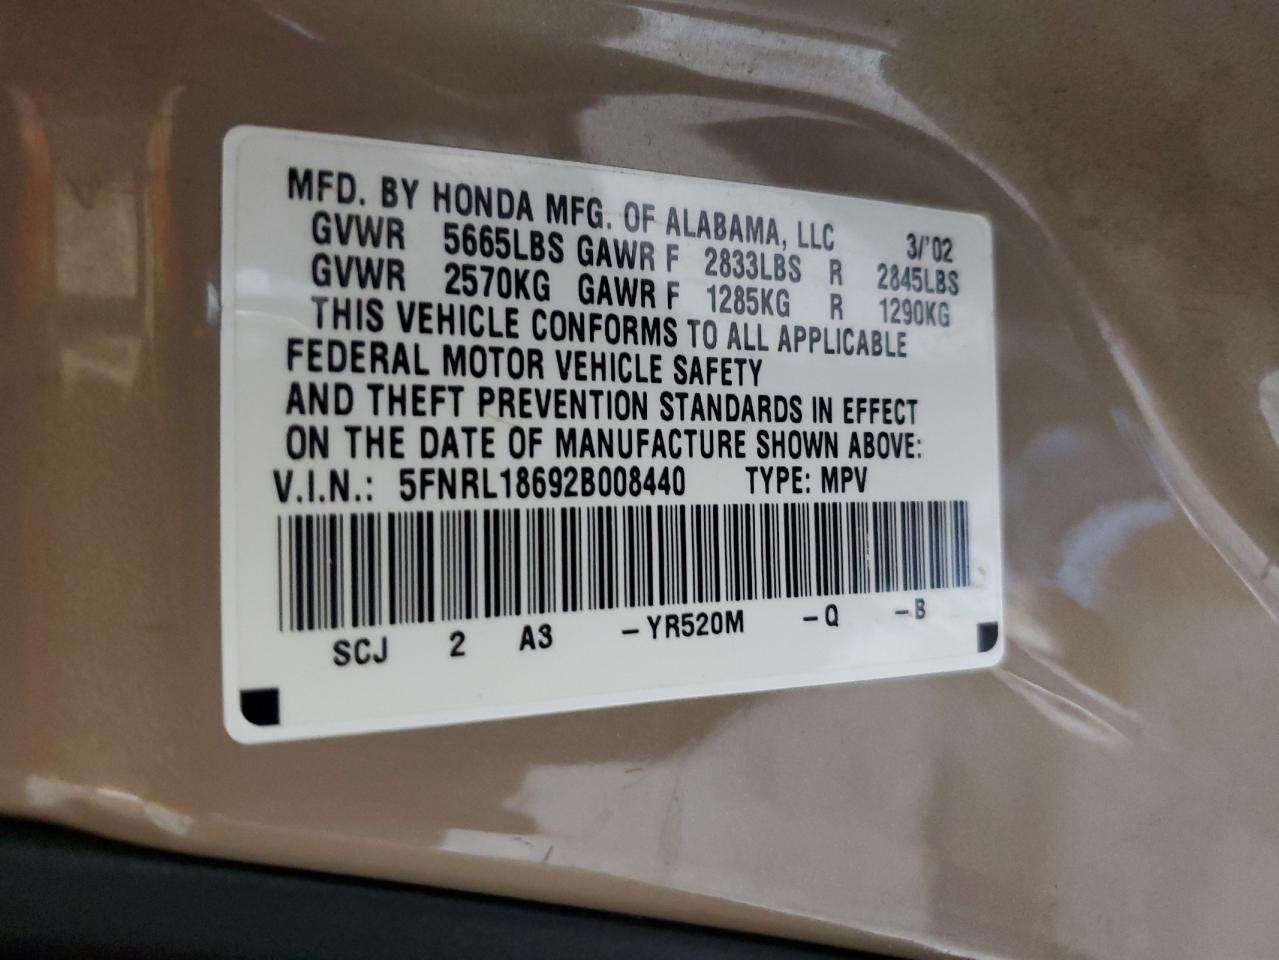 MFD. BY HONDA MFG. OF ALABAMA, LLC 3/'02
GVWR 5665LBS GAWR F 2833LBS R 2845LBS
GVWR 2570KG GAWR F 1285KG R 1290KG
THIS VEHICLE CONFORMS TO ALL APPLICABLE
FEDERAL MOTOR VEHICLE SAFETY
AND THEFT PREVENTION STANDARDS IN EFFECT
ON THE DATE OF MANUFACTURE SHOWN ABOVE:
V.I.N.: 5FNRL18692B008440 TYPE: MPV
SCJ 2 A3 -YR520M -Q -B